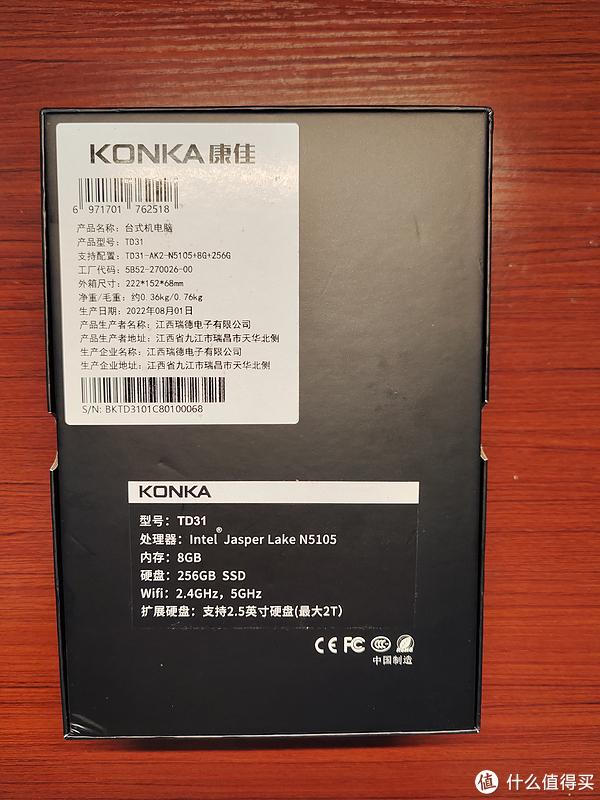 KONKA 康佳
6 971701 762518
产品名称：台式机电脑
产品型号：TD31
支持配置：TD31-AK2-N5105+8G+256G
工厂代码：5B52-270026-00
外箱尺寸：222*152*68mm
净重/毛重：约0.36kg/0.76kg
生产日期：2022年08月01日
产品生产者名称：江西瑞德电子有限公司
产品生产者地址：江西省九江市瑞昌市天华北侧
生产企业名称：江西瑞德电子有限公司
生产企业地址：江西省九江市瑞昌市天华北侧
S/N: BKTD3101C80100068
KONKA
型号：TD31
处理器：Intel® Jasper Lake N5105
内存：8GB
硬盘：256GB SSD
Wifi：2.4GHz，5GHz
扩展硬盘：支持2.5英寸硬盘(最大2T)
CE FC CCC
中国制造
值 什么值得买